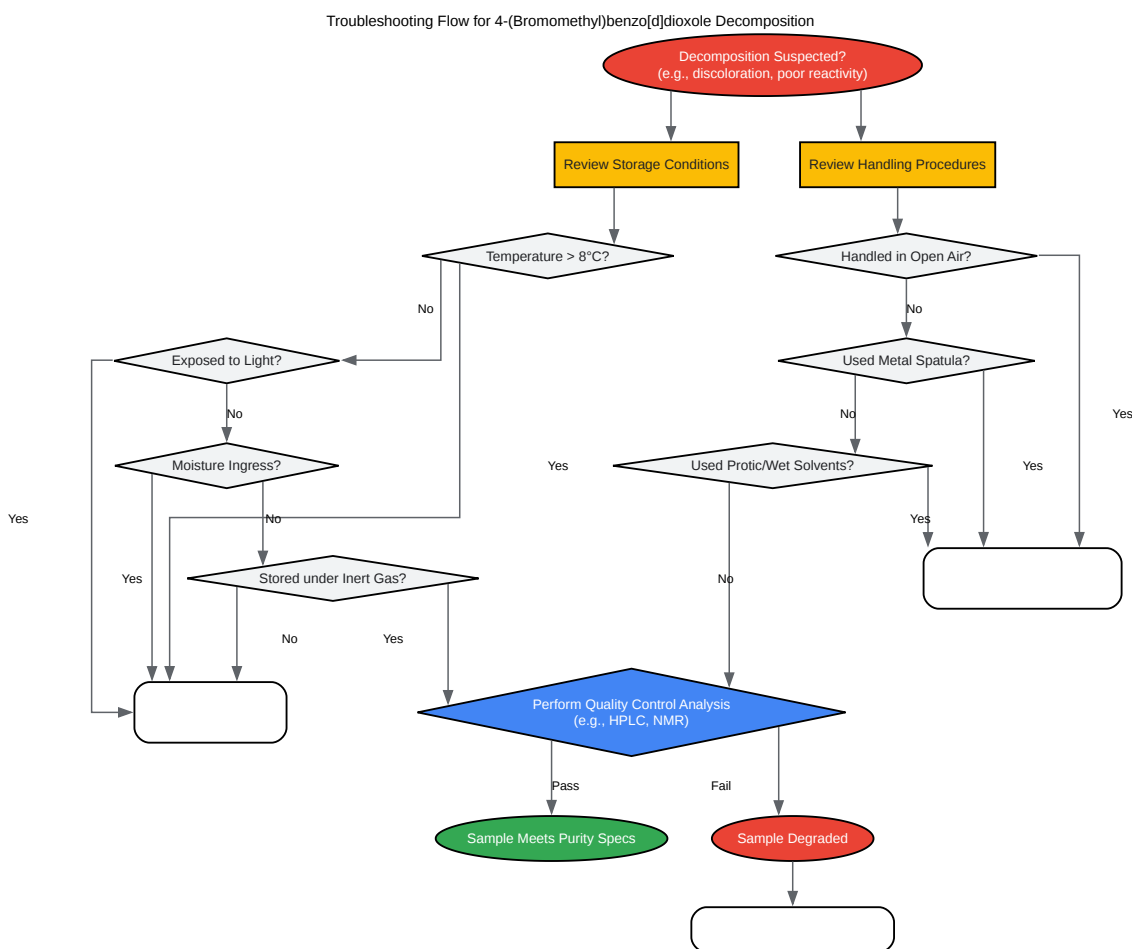 Troubleshooting Flow for 4-(Bromomethyl)benzo[d]dioxole Decomposition
Decomposition Suspected?
(e.g., discoloration, poor reactivity)
Review Storage Conditions
Review Handling Procedures
Temperature > 8°C?
Handled in Open Air?
No
No
Exposed to Light?
Used Metal Spatula?
No
No
Yes
Moisture Ingress?
Yes
Used Protic/Wet Solvents?
Yes
Yes
No
Yes
Yes
Stored under Inert Gas?
No
No
Yes
Perform Quality Control Analysis
(e.g., HPLC, NMR)
Pass
Fail
Sample Meets Purity Specs
Sample Degraded